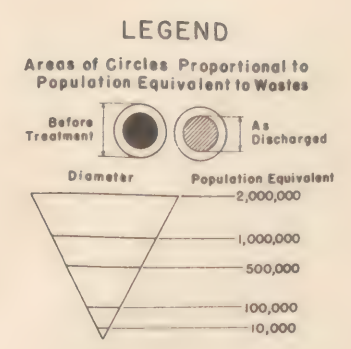 LEGEND
Areas of Circles Proportional to
Population Equivalent to Wastes
Before
Treatment
As
Discharged
Diameter
Population Equivalent
2,000,000
1,000,000
500,000
100,000
10,000